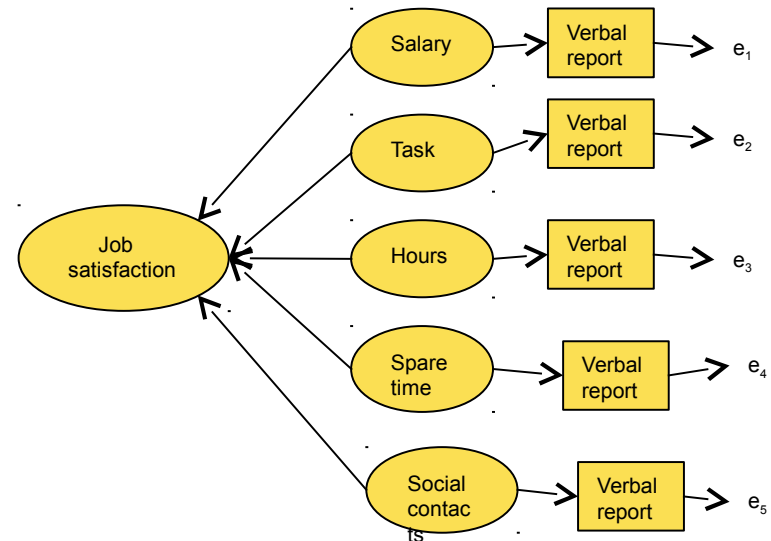 Salary
Verbal
report
e1
Task
Verbal
report
e2
Job
satisfaction
Hours
Verbal
report
e3
Spare
time
Verbal
report
e4
Social
contac
ts
Verbal
report
e5